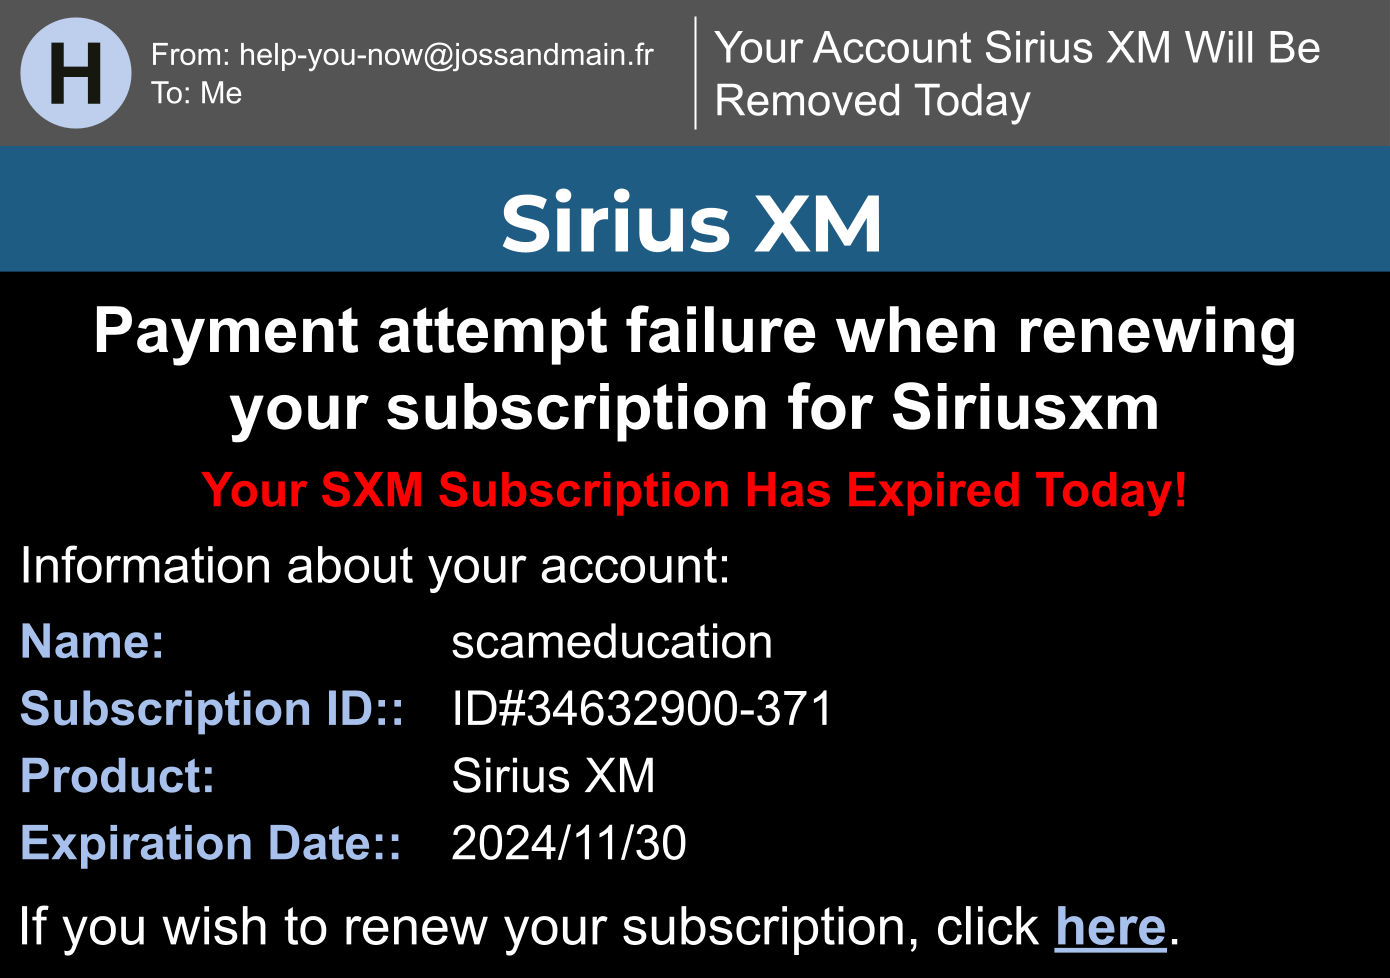 H
From: help-you-now@jossandmain.fr
To: Me
Your Account Sirius XM Will Be
Removed Today
Sirius XM
Payment attempt failure when renewing
your subscription for Siriusxm
Your SXM Subscription Has Expired Today!
Information about your account:
Name: scameducation
Subscription ID:: ID#34632900-371
Product: Sirius XM
Expiration Date:: 2024/11/30
If you wish to renew your subscription, click here.